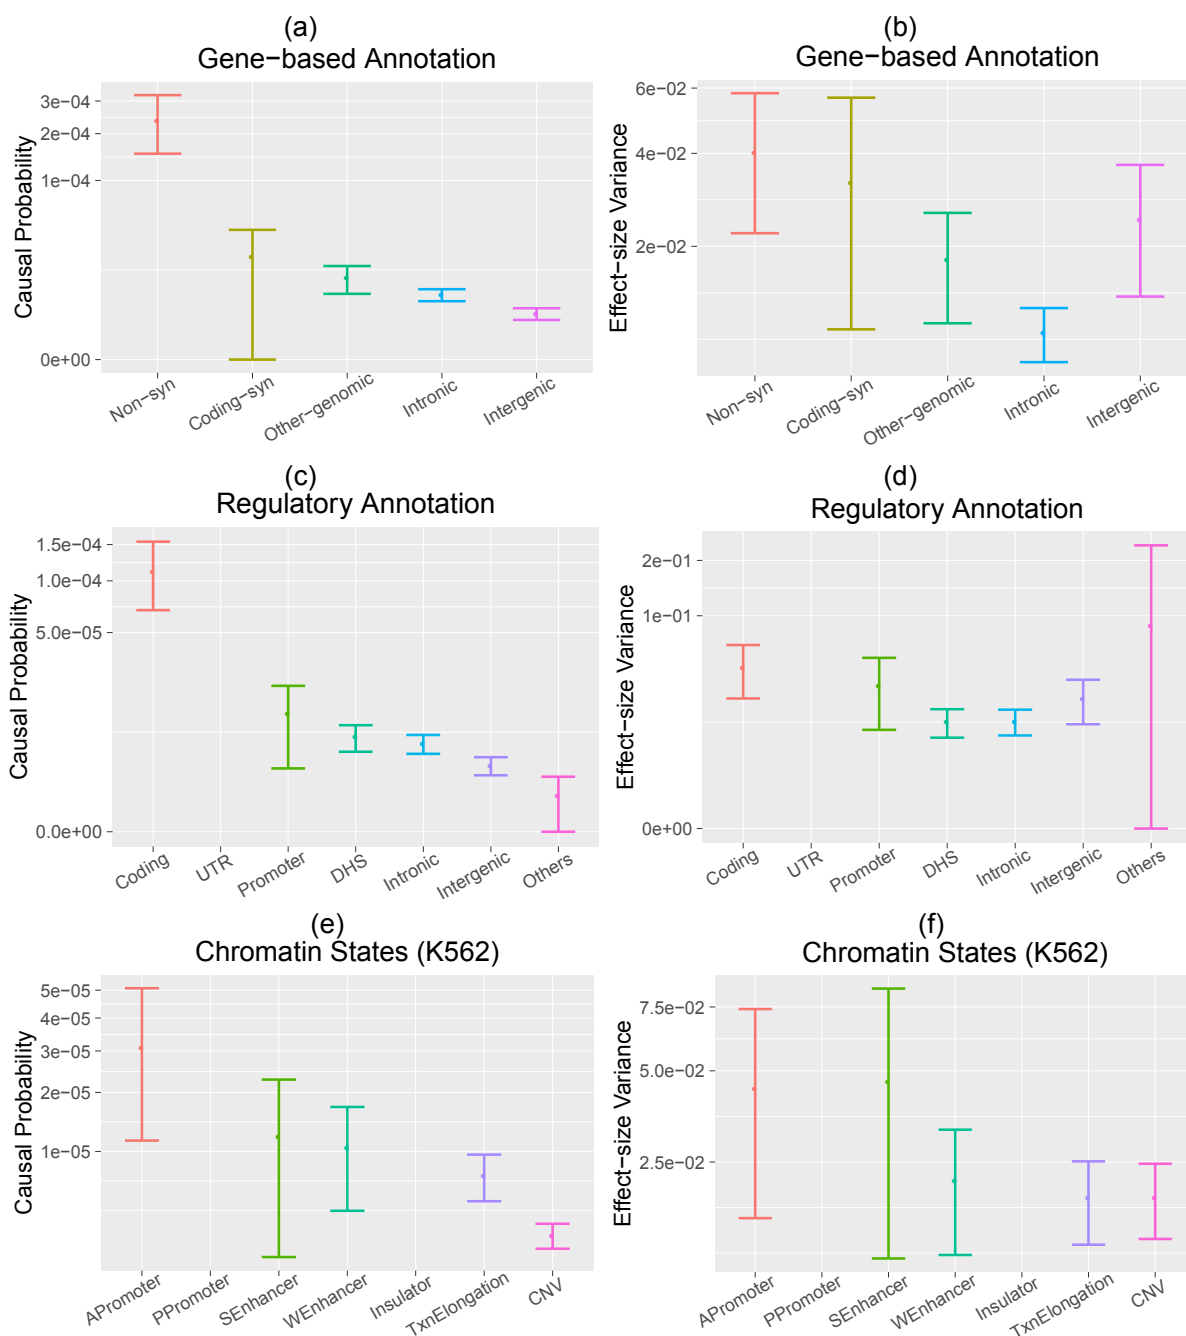 (a)
Gene−based Annotation
Causal Probability
3e−04
2e−04
1e−04
0e+00
Non−syn
Coding−syn
Other−genomic
Intronic
Intergenic
(b)
Gene−based Annotation
Effect−size Variance
6e−02
4e−02
2e−02
Non−syn
Coding−syn
Other−genomic
Intronic
Intergenic
(c)
Regulatory Annotation
Causal Probability
1.5e−04
1.0e−04
5.0e−05
0.0e+00
Coding
UTR
Promoter
DHS
Intronic
Intergenic
Others
(d)
Regulatory Annotation
Effect−size Variance
2e−01
1e−01
0e+00
Coding
UTR
Promoter
DHS
Intronic
Intergenic
Others
(e)
Chromatin States (K562)
Causal Probability
5e−05
4e−05
3e−05
2e−05
1e−05
APromoter
PPromoter
SEnhancer
WEnhancer
Insulator
TxnElongation
CNV
(f)
Chromatin States (K562)
Effect−size Variance
7.5e−02
5.0e−02
2.5e−02
APromoter
PPromoter
SEnhancer
WEnhancer
Insulator
TxnElongation
CNV